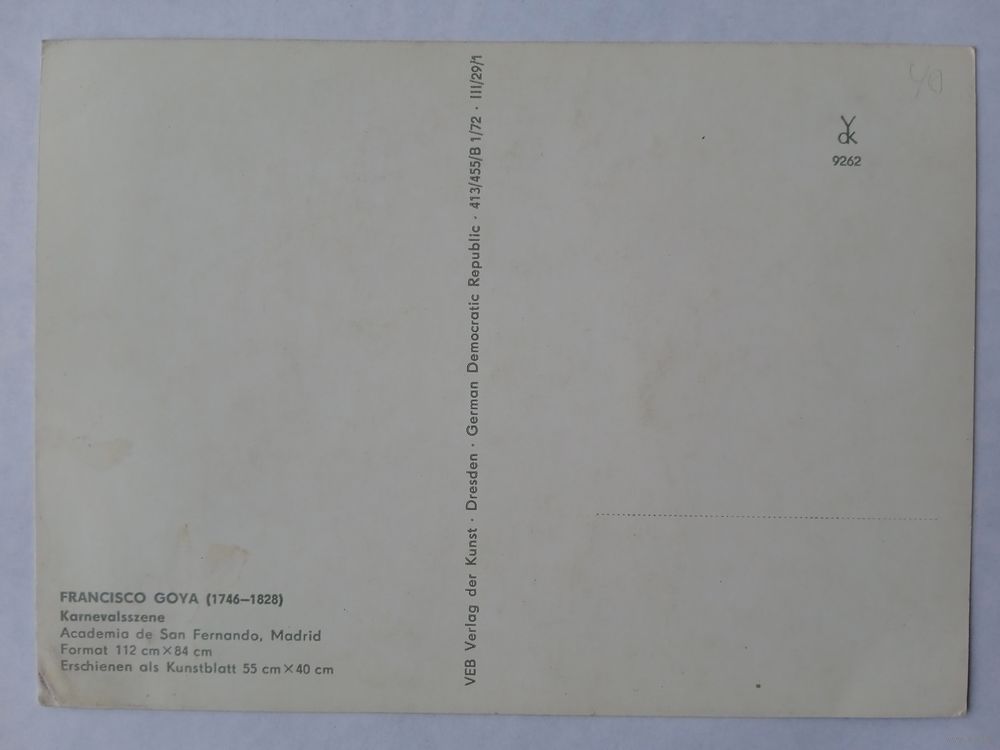 FRANCISCO GOYA (1746–1828)
Karnevalsszene
Academia de San Fernando, Madrid
Format 112 cm×84 cm
Erschienen als Kunstblatt 55 cm×40 cm
VEB Verlag der Kunst · Dresden · German Democratic Republic · 413/455/B 1/72 · III/29/1
9262